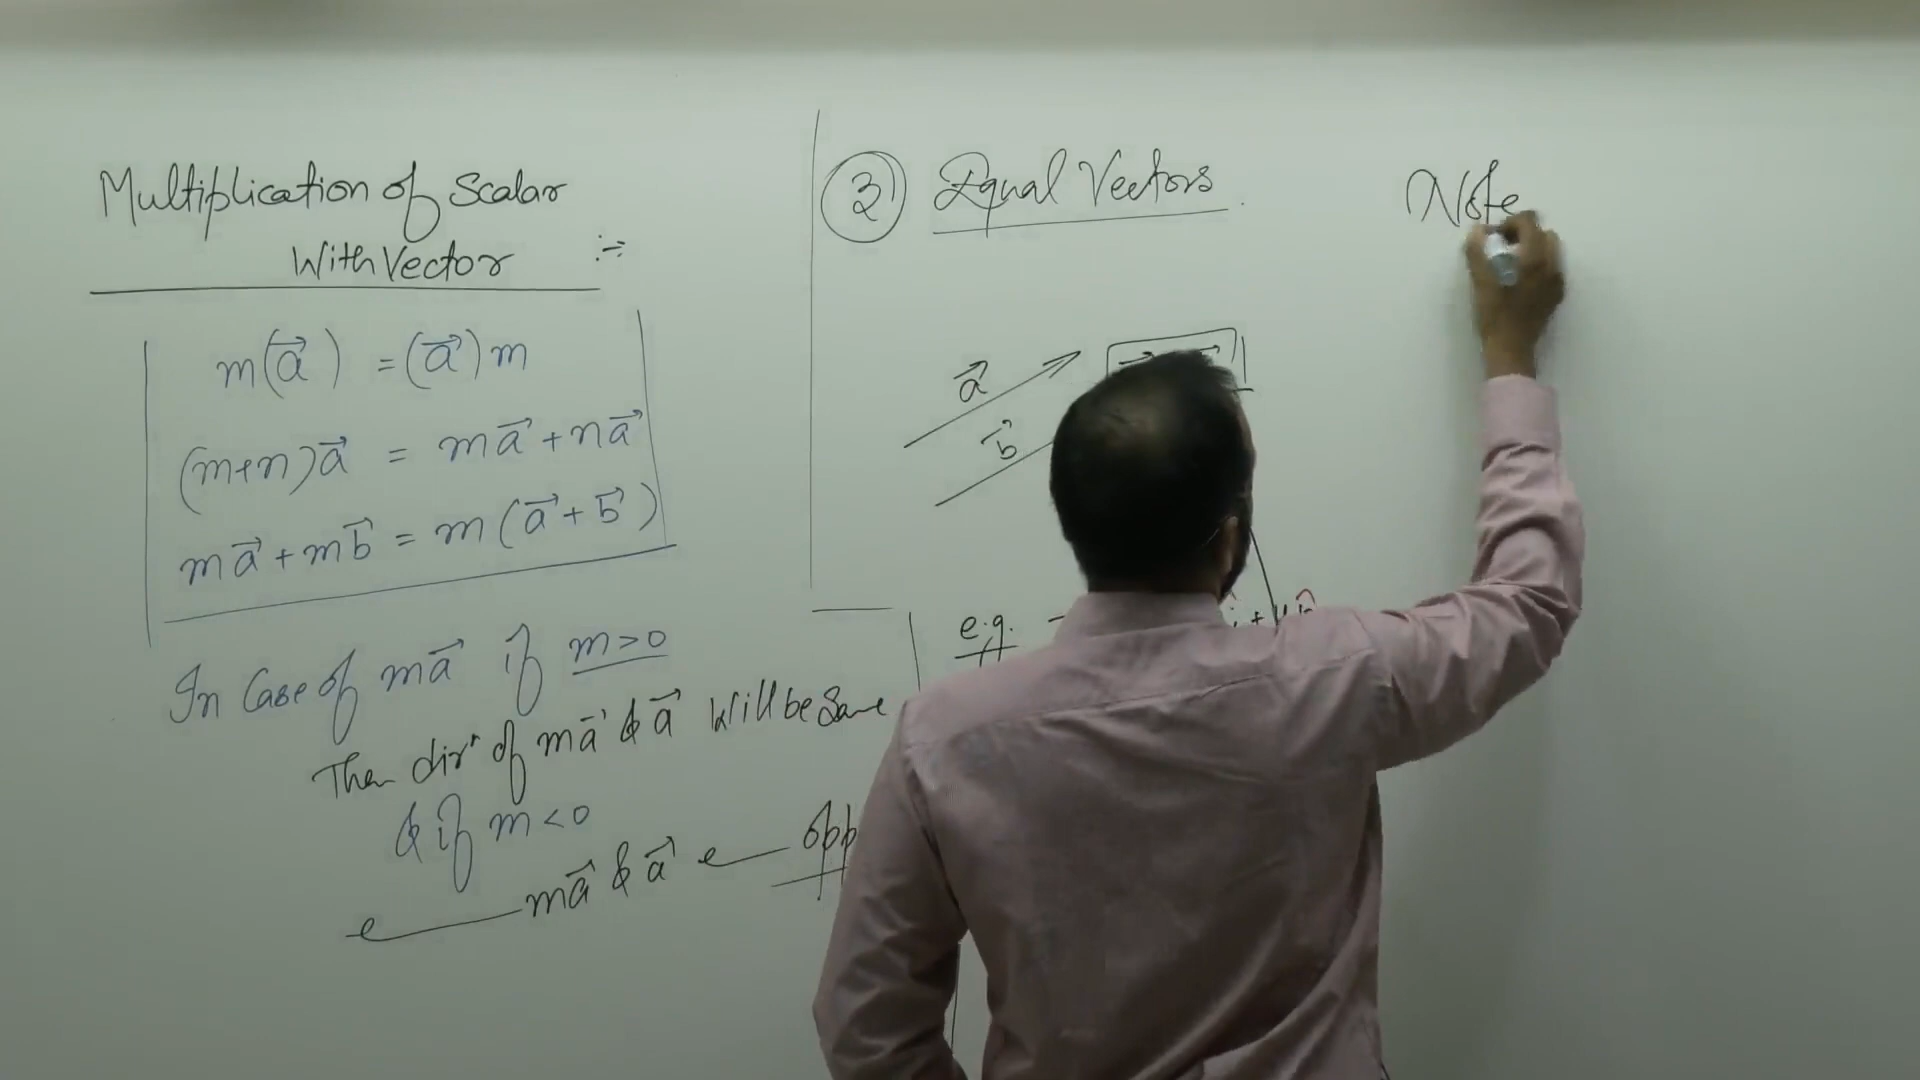 Multiplication of Scalar
With Vector :-
m(a⃗) = (a⃗) m
(m+n)a⃗ = ma⃗ + na⃗
ma⃗ + mb⃗ = m(a⃗ + b⃗)
In Case of ma⃗ if m>0
Then dirⁿ of ma⃗ & a⃗ will be Same
& if m<0
ma⃗ & a⃗ opp
③ Equal Vectors
a⃗
b⃗
e.g.
Note